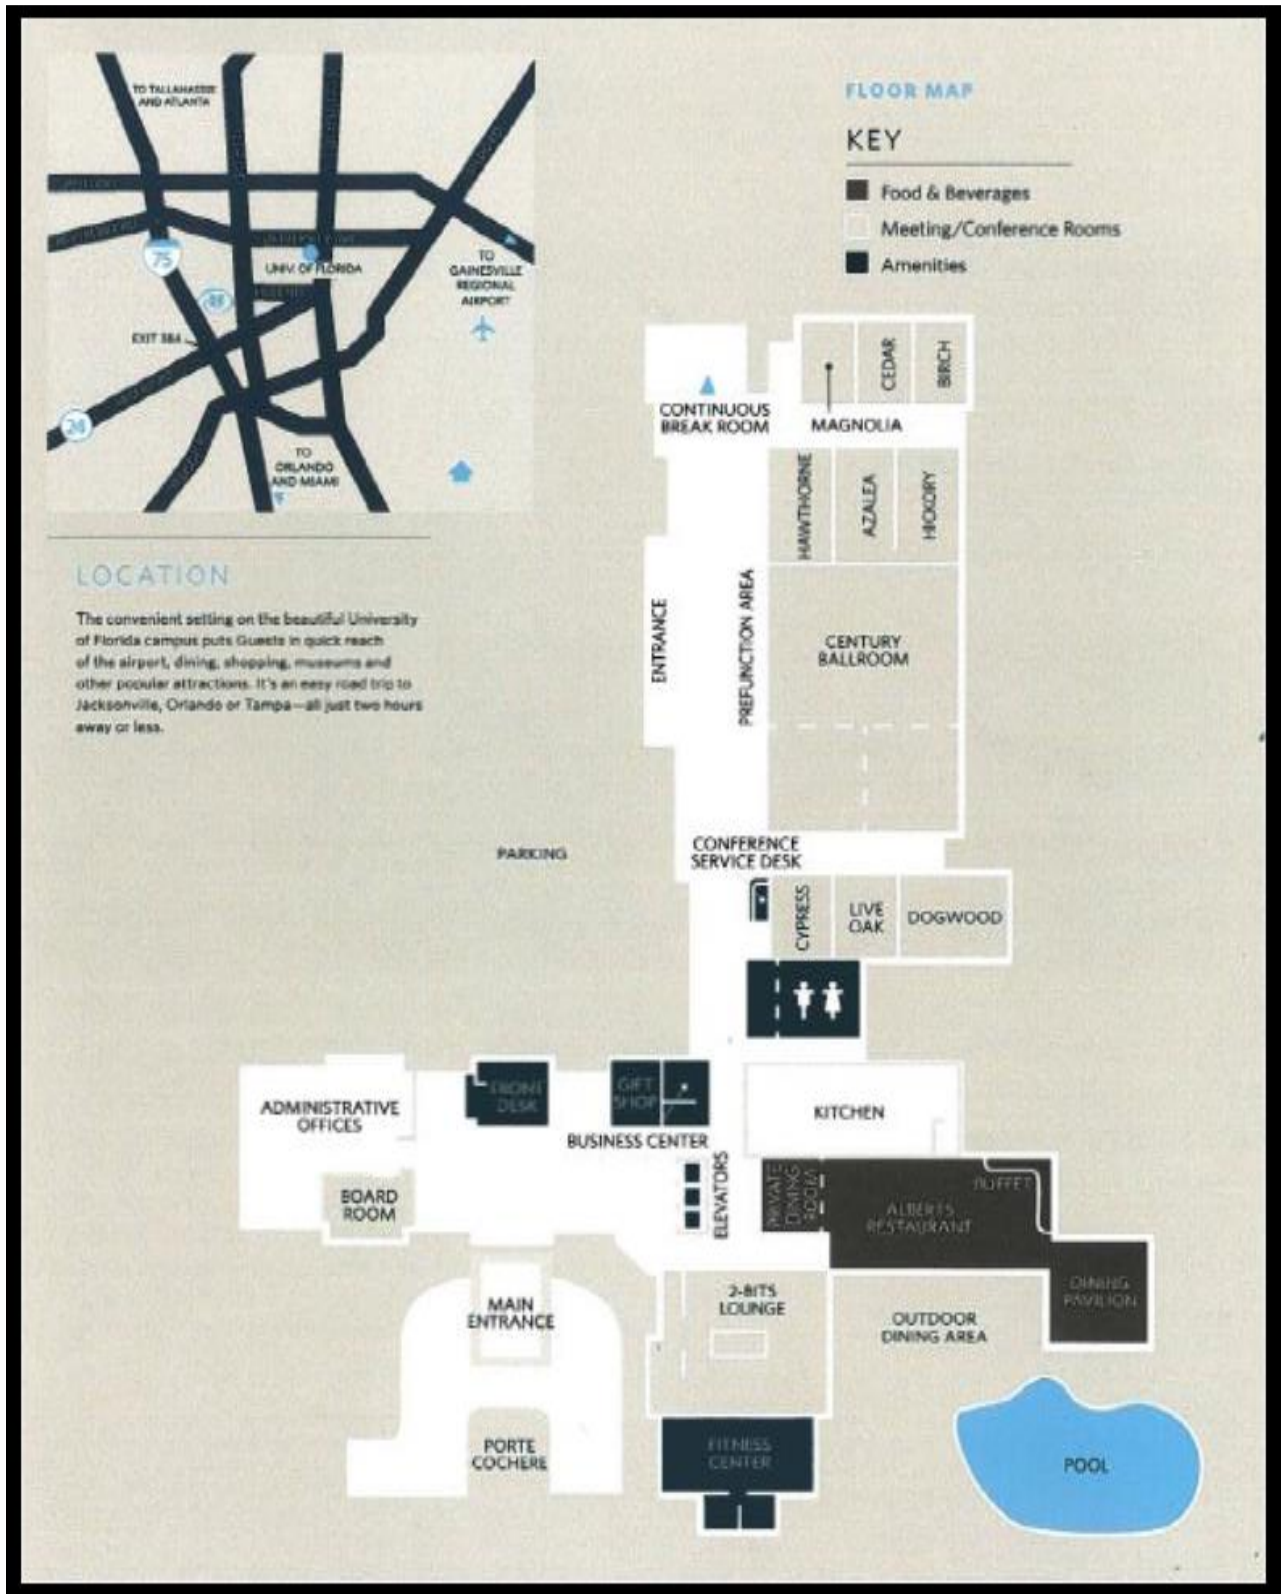 TO TALLAHASSEE
AND ATLANTA
75
UNIV. OF FLORIDA
TO
GAINESVILLE
REGIONAL
AIRPORT
EXIT 384
24
TO
ORLANDO
AND MIAMI
LOCATION
The convenient setting on the beautiful University
of Florida campus puts Guests in quick reach
of the airport, dining, shopping, museums and
other popular attractions. It's an easy road trip to
Jacksonville, Orlando or Tampa—all just two hours
away or less.
FLOOR MAP
KEY
Food & Beverages
Meeting/Conference Rooms
Amenities
CONTINUOUS
BREAK ROOM
MAGNOLIA
CEDAR
BIRCH
HAWTHORNE
AZALEA
HICKORY
ENTRANCE
PREFUNCTION AREA
CENTURY
BALLROOM
PARKING
CONFERENCE
SERVICE DESK
CYPRESS
LIVE
OAK
DOGWOOD
ADMINISTRATIVE
OFFICES
FRONT
DESK
GIFT
SHOP
BUSINESS CENTER
KITCHEN
BOARD
ROOM
ELEVATORS
PRIVATE
DINING
ROOM
BUFFET
ALBERTS
RESTAURANT
DINING
PAVILION
MAIN
ENTRANCE
2-BITS
LOUNGE
OUTDOOR
DINING AREA
PORTE
COCHERE
FITNESS
CENTER
POOL